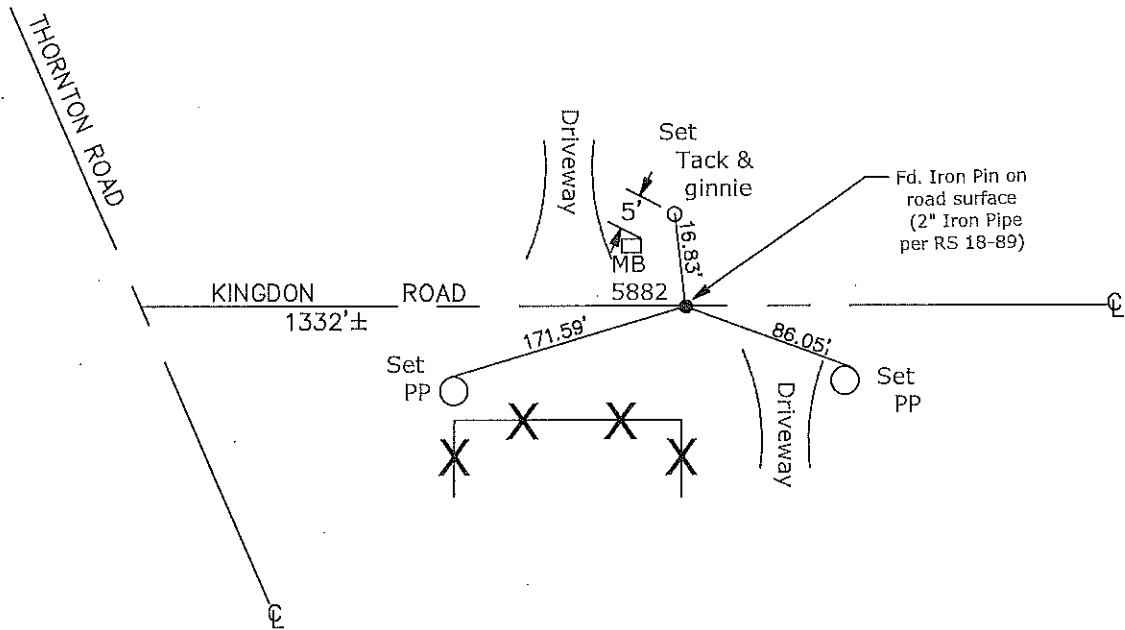 THORNTON ROAD
Driveway
Set
Tack &
ginnie
5'
16.83'
MB
Fd. Iron Pin on
road surface
(2" Iron Pipe
per RS 18-89)
KINGDON ROAD
5882
1332'±
℄
171.59'
86.05'
Set
PP
Set
PP
Driveway
℄